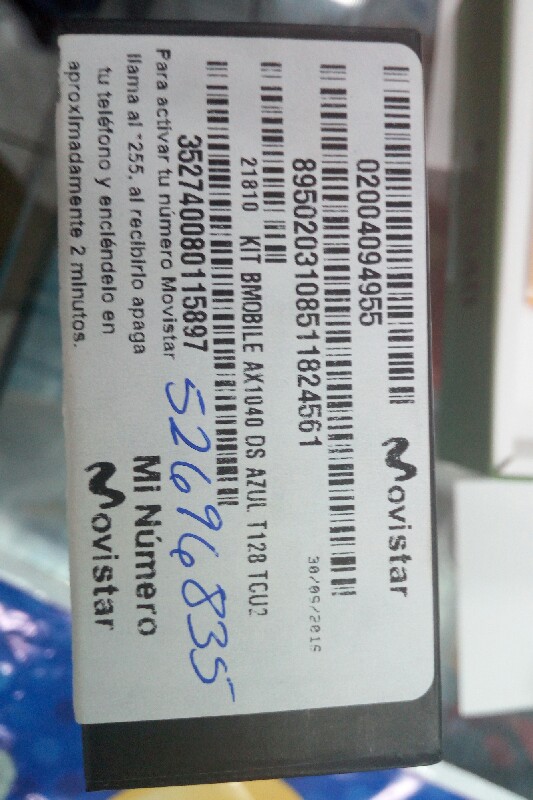 02004094955
Movistar
8950203108511824561
30/09/2016
21810 KIT BMOBILE AX1040 DS AZUL T128 TCU2
352740080115897
Para activar tu número Movistar
llama al *255, al recibirlo apaga
tu teléfono y enciéndelo en
aproximadamente 2 minutos.
52696835
Mi Número
Movistar